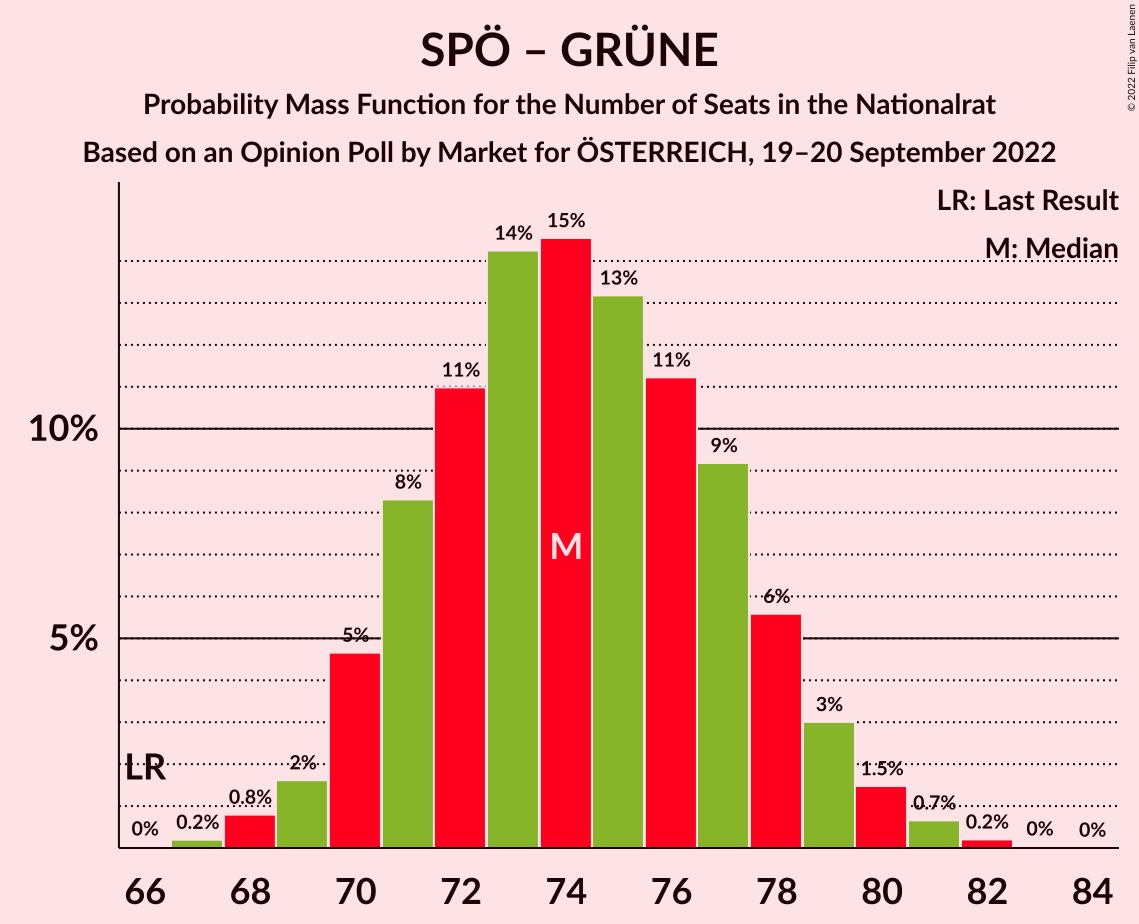 SPÖ – GRÜNE
Probability Mass Function for the Number of Seats in the Nationalrat
Based on an Opinion Poll by Market for ÖSTERREICH, 19–20 September 2022
© 2022 Filip van Laenen
LR: Last Result
M: Median
10%
5%
LR
0%
0.2%
0.8%
2%
5%
8%
11%
14%
15%
13%
11%
9%
6%
3%
1.5%
0.7%
0.2%
0%
0%
M
66 68 70 72 74 76 78 80 82 84